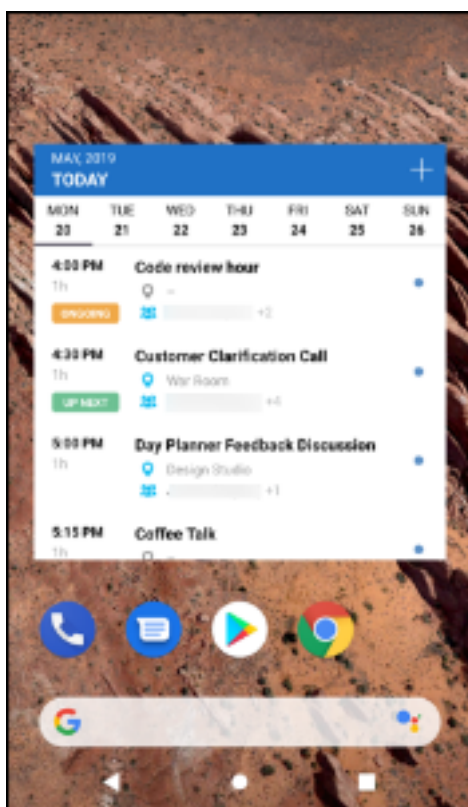 MAY, 2019
TODAY
MON TUE WED THU FRI SAT SUN
20 21 22 23 24 25 26
4:00 PM Code review hour
1h –
ONGOING +2
4:30 PM Customer Clarification Call
1h War Room
UP NEXT +4
5:00 PM Day Planner Feedback Discussion
1h Design Studio
+1
5:15 PM Coffee Talk
1h –
G